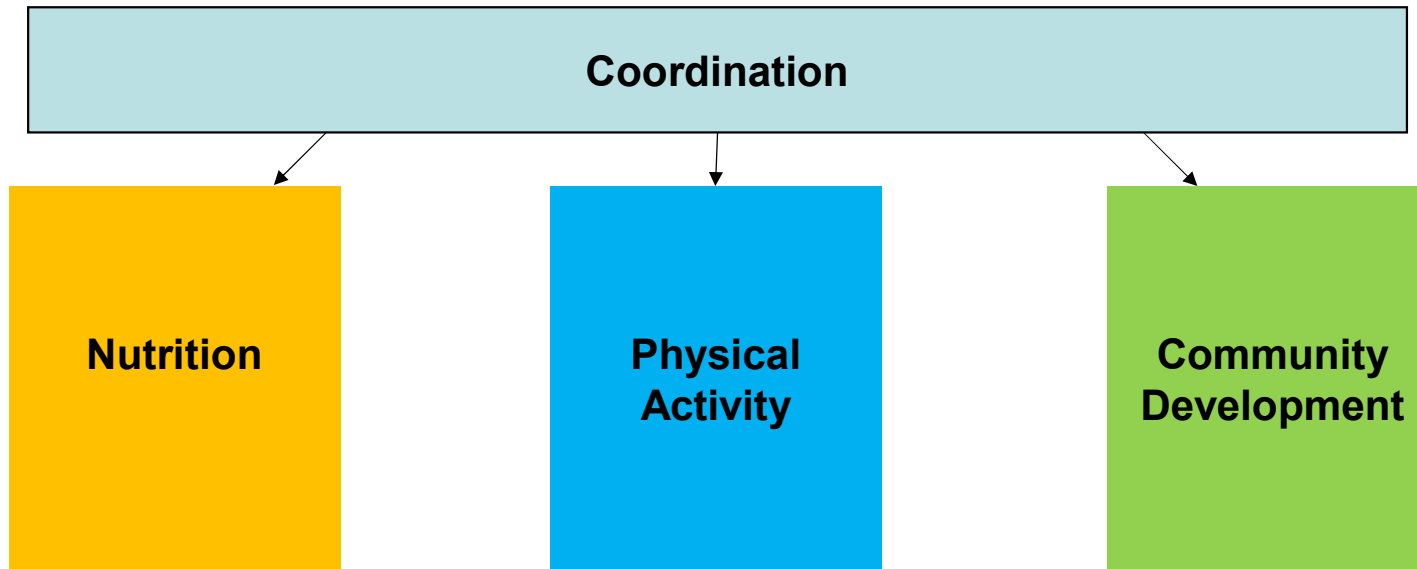 Coordination
Nutrition
Physical
Activity
Community
Development